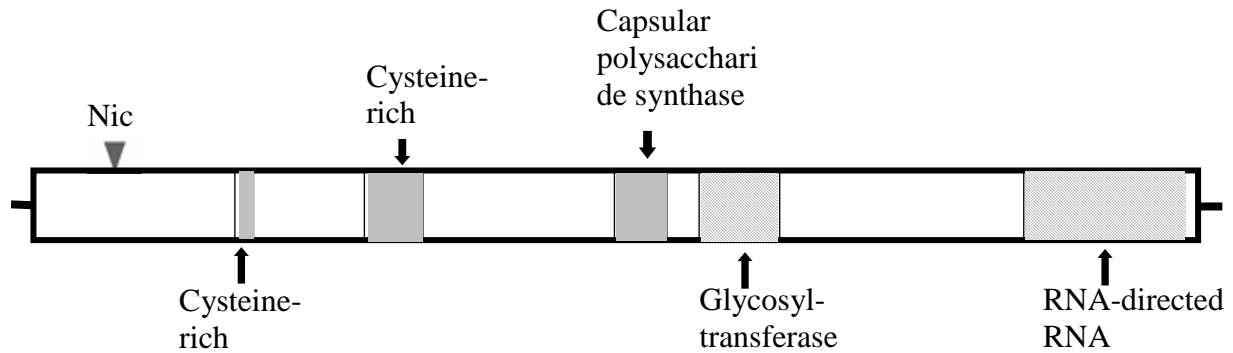 Nic
Cysteine-
rich
Capsular
polysacchari
de synthase
Cysteine-
rich
Glycosyl-
transferase
RNA-directed
RNA